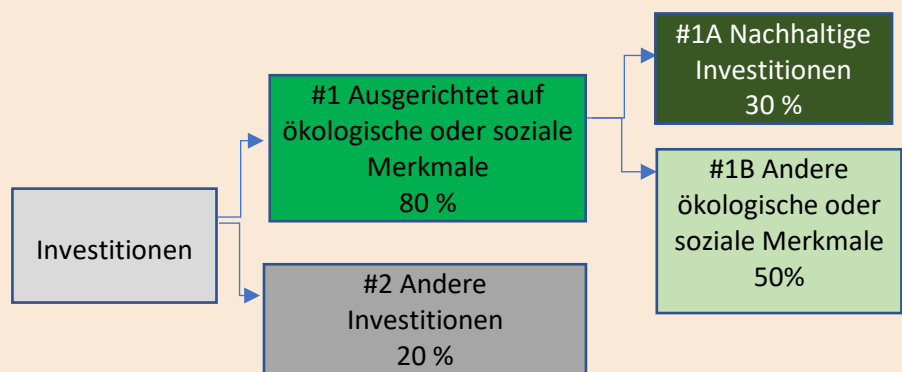 Investitionen
#1 Ausgerichtet auf
ökologische oder soziale
Merkmale
80 %
#2 Andere
Investitionen
20 %
#1A Nachhaltige
Investitionen
30 %
#1B Andere
ökologische oder
soziale Merkmale
50%